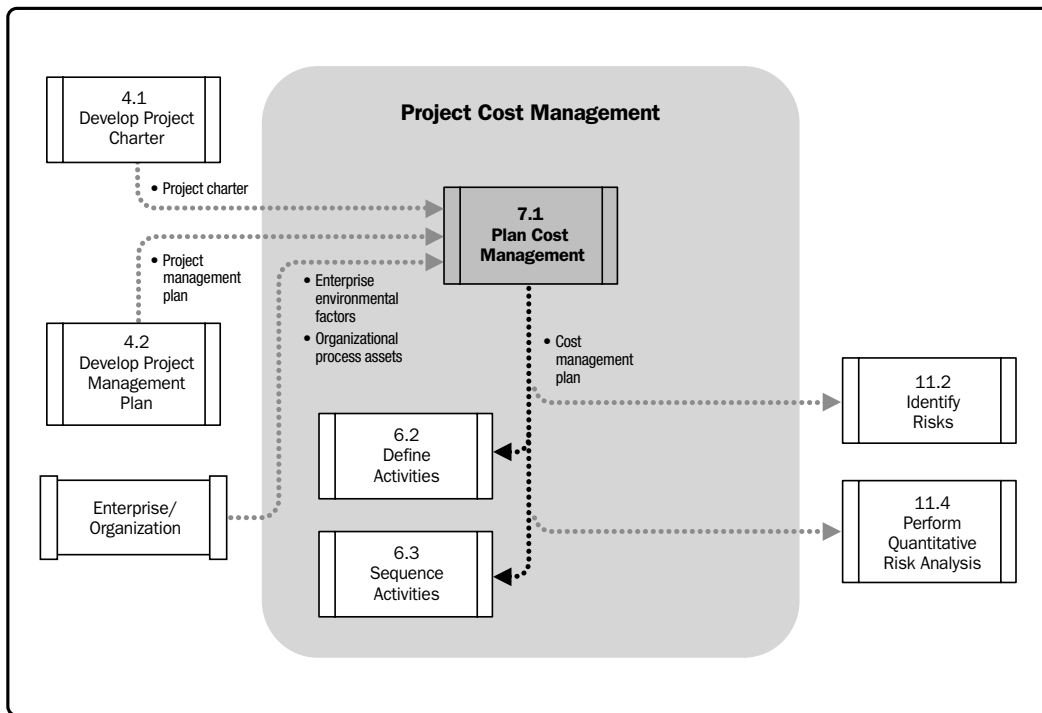 Project Cost Management
4.1
Develop Project
Charter
• Project charter
7.1
Plan Cost
Management
• Project
management
plan
• Enterprise
environmental
factors
• Organizational
process assets
4.2
Develop Project
Management
Plan
• Cost
management
plan
11.2
Identify
Risks
6.2
Define
Activities
Enterprise/
Organization
11.4
Perform
Quantitative
Risk Analysis
6.3
Sequence
Activities